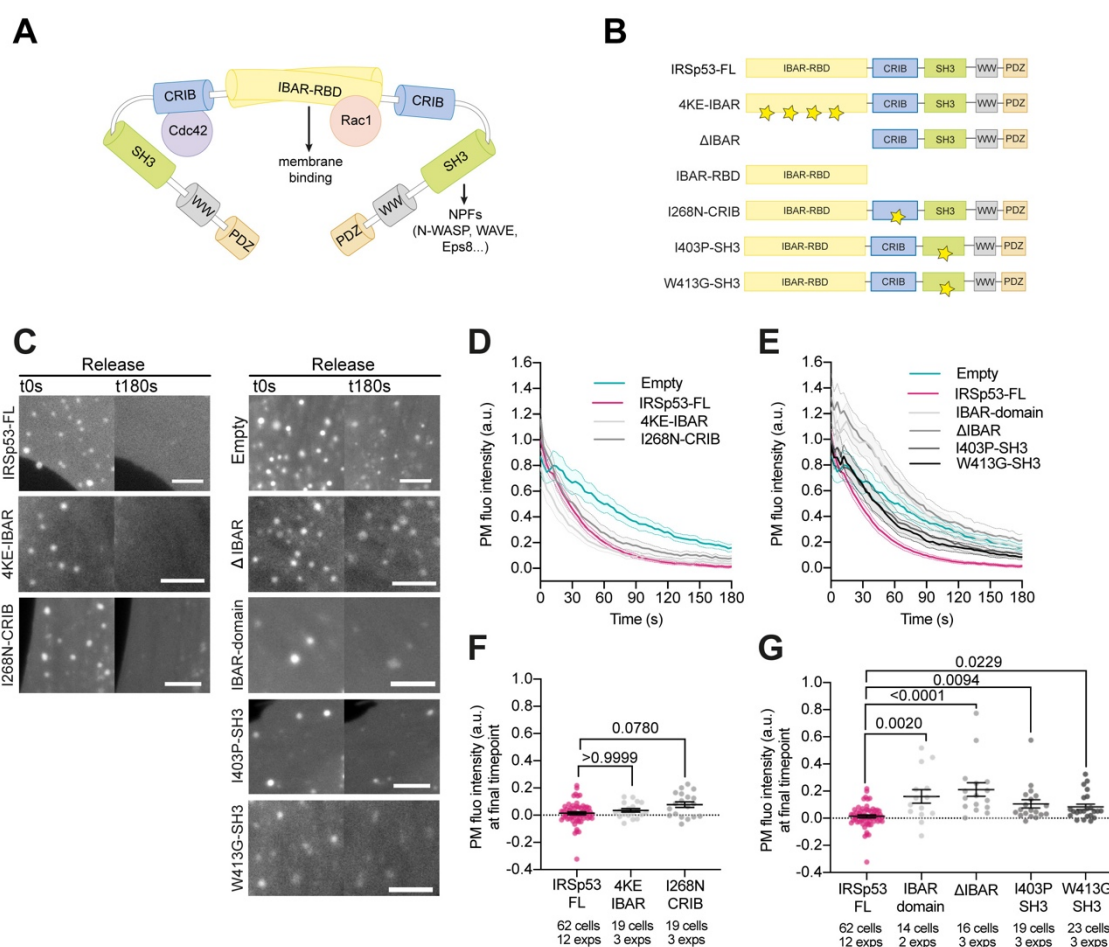 A
CRIB
IBAR-RBD
CRIB
Cdc42
Rac1
SH3
membrane
binding
SH3
WW
PDZ
WW
PDZ
NPFs
(N-WASP, WAVE,
Eps8...)
B
IRSp53-FL IBAR-RBD CRIB SH3 WW PDZ
4KE-IBAR CRIB SH3 WW PDZ
ΔIBAR CRIB SH3 WW PDZ
IBAR-RBD IBAR-RBD
I268N-CRIB IBAR-RBD SH3 WW PDZ
I403P-SH3 IBAR-RBD CRIB WW PDZ
W413G-SH3 IBAR-RBD CRIB WW PDZ
C
Release
t0s t180s
IRSp53-FL
4KE-IBAR
I268N-CRIB
Release
t0s t180s
Empty
Δ IBAR
IBAR-domain
I403P-SH3
W413G-SH3
D
PM fluo intensity (a.u.)
1.6
1.4
1.2
1.0
0.8
0.6
0.4
0.2
0.0
Empty
IRSp53-FL
4KE-IBAR
I268N-CRIB
0 30 60 90 120 150 180
Time (s)
E
PM fluo intensity (a.u.)
1.6
1.4
1.2
1.0
0.8
0.6
0.4
0.2
0.0
Empty
IRSp53-FL
IBAR-domain
ΔIBAR
I403P-SH3
W413G-SH3
0 30 60 90 120 150 180
Time (s)
F
PM fluo intensity (a.u.)
at final timepoint
1.0
0.8
0.6
0.4
0.2
0.0
-0.2
-0.4
0.0780
>0.9999
IRSp53 4KE I268N
FL IBAR CRIB
62 cells 19 cells 19 cells
12 exps 3 exps 3 exps
G
PM fluo intensity (a.u.)
at final timepoint
1.0
0.8
0.6
0.4
0.2
0.0
-0.2
-0.4
0.0229
0.0094
<0.0001
0.0020
IRSp53 IBAR ΔIBAR I403P W413G
FL domain SH3 SH3
62 cells 14 cells 16 cells 19 cells 23 cells
12 exps 2 exps 3 exps 3 exps 3 exps